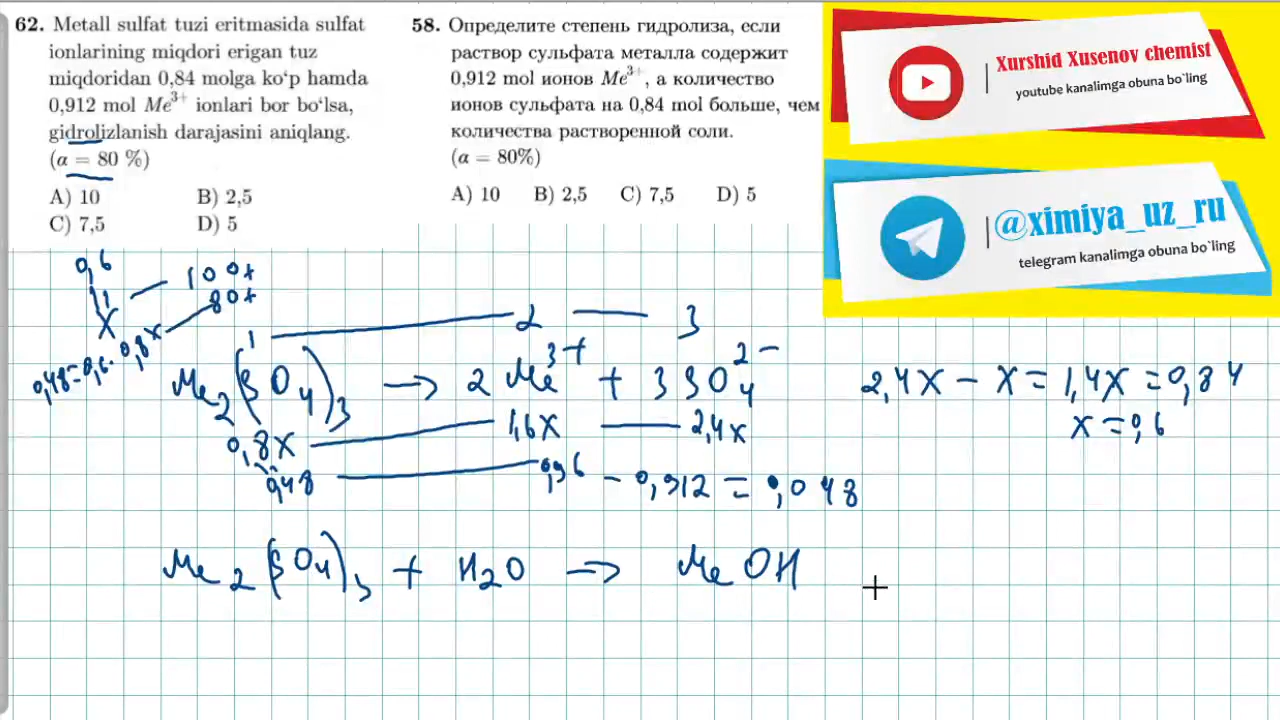 62. Metall sulfat tuzi eritmasida sulfat
ionlarining miqdori erigan tuz
miqdoridan 0,84 molga ko‘p hamda
0,912 mol Me³⁺ ionlari bor bo‘lsa,
gidrolizlanish darajasini aniqlang.
(α = 80 %)
A) 10 B) 2,5
C) 7,5 D) 5
58. Определите степень гидролиза, если
раствор сульфата металла содержит
0,912 mol ионов Me³⁺, а количество
ионов сульфата на 0,84 mol больше, чем
количества растворенной соли.
(α = 80%)
A) 10 B) 2,5 C) 7,5 D) 5
Xurshid Xusenov chemist
youtube kanalimga obuna bo`ling
@ximiya_uz_ru
telegram kanalimga obuna bo`ling
0,6
X — 100%
0,48=0,6· 0,8X — 80%
1 — 2 — 3
Me₂(SO₄)₃ → 2Me³⁺ + 3SO₄²⁻
0,8X — 1,6X — 2,4X
0,48 — 0,96 - 0,912 = 0,048
2,4X - X = 1,4X = 0,84
X = 0,6
Me₂(SO₄)₃ + H₂O → MeOH